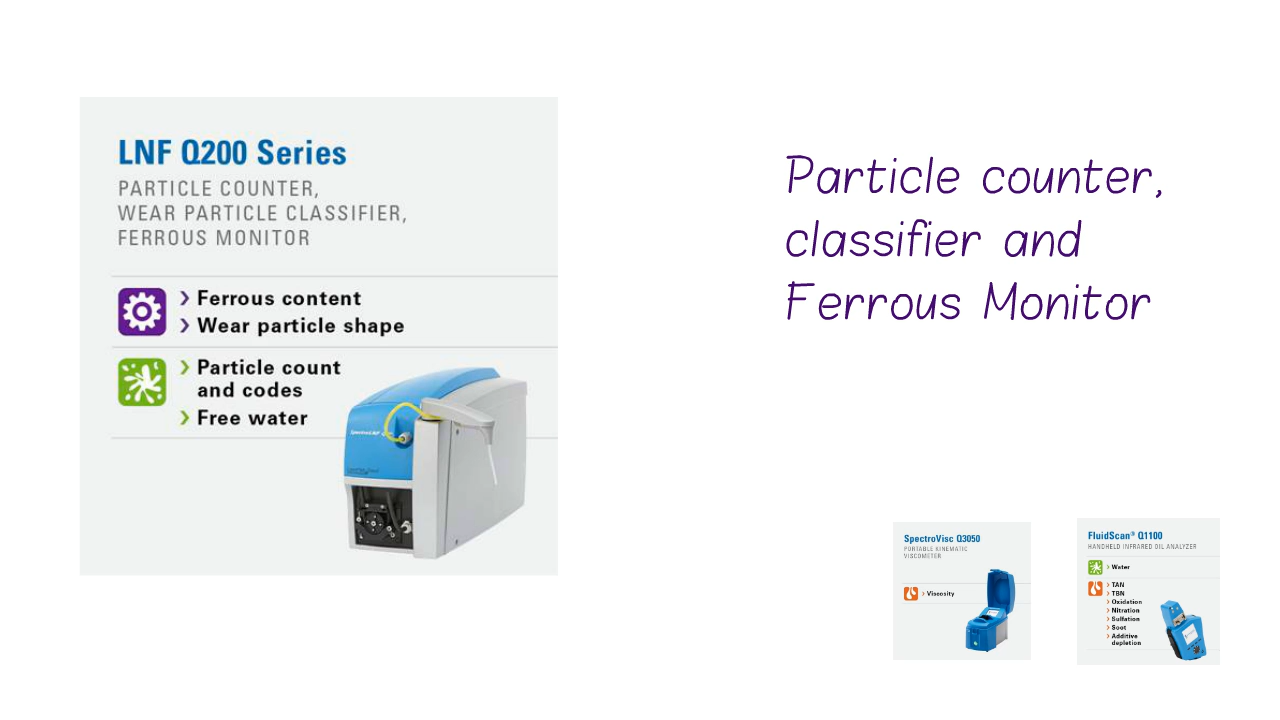 LNF Q200 Series
PARTICLE COUNTER,
WEAR PARTICLE CLASSIFIER,
FERROUS MONITOR
› Ferrous content
› Wear particle shape
› Particle count
and codes
› Free water
SpectroLNF
Particle counter,
classifier and
Ferrous Monitor
SpectroVisc Q3050
PORTABLE KINEMATIC
VISCOMETER
› Viscosity
FluidScan® Q1100
HANDHELD INFRARED OIL ANALYZER
› Water
› TAN
› TBN
› Oxidation
› Nitration
› Sulfation
› Soot
› Additive
depletion